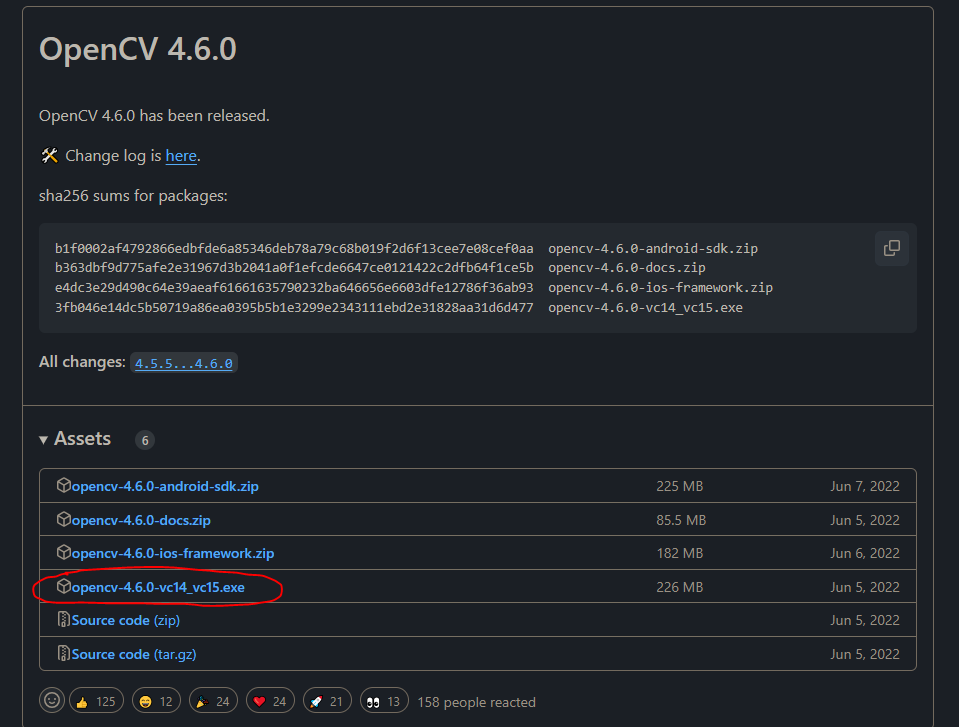 OpenCV 4.6.0
OpenCV 4.6.0 has been released.
🛠 Change log is here.
sha256 sums for packages:
b1f0002af4792866edbfde6a85346deb78a79c68b019f2d6f13cee7e08cef0aa  opencv-4.6.0-android-sdk.zip
b363dbf9d775afe2e31967d3b2041a0f1efcde6647ce0121422c2dfb64f1ce5b  opencv-4.6.0-docs.zip
e4dc3e29d490c64e39aeaf61661635790232ba646656e6603dfe12786f36ab93  opencv-4.6.0-ios-framework.zip
3fb046e14dc5b50719a86ea0395b5b1e3299e2343111ebd2e31828aa31d6d477  opencv-4.6.0-vc14_vc15.exe
All changes: 4.5.5...4.6.0
Assets 6
opencv-4.6.0-android-sdk.zip 225 MB Jun 7, 2022
opencv-4.6.0-docs.zip 85.5 MB Jun 5, 2022
opencv-4.6.0-ios-framework.zip 182 MB Jun 6, 2022
opencv-4.6.0-vc14_vc15.exe 226 MB Jun 5, 2022
Source code (zip) Jun 5, 2022
Source code (tar.gz) Jun 5, 2022
👍 125 😄 12 🎉 24 ❤️ 24 🚀 21 👀 13 158 people reacted